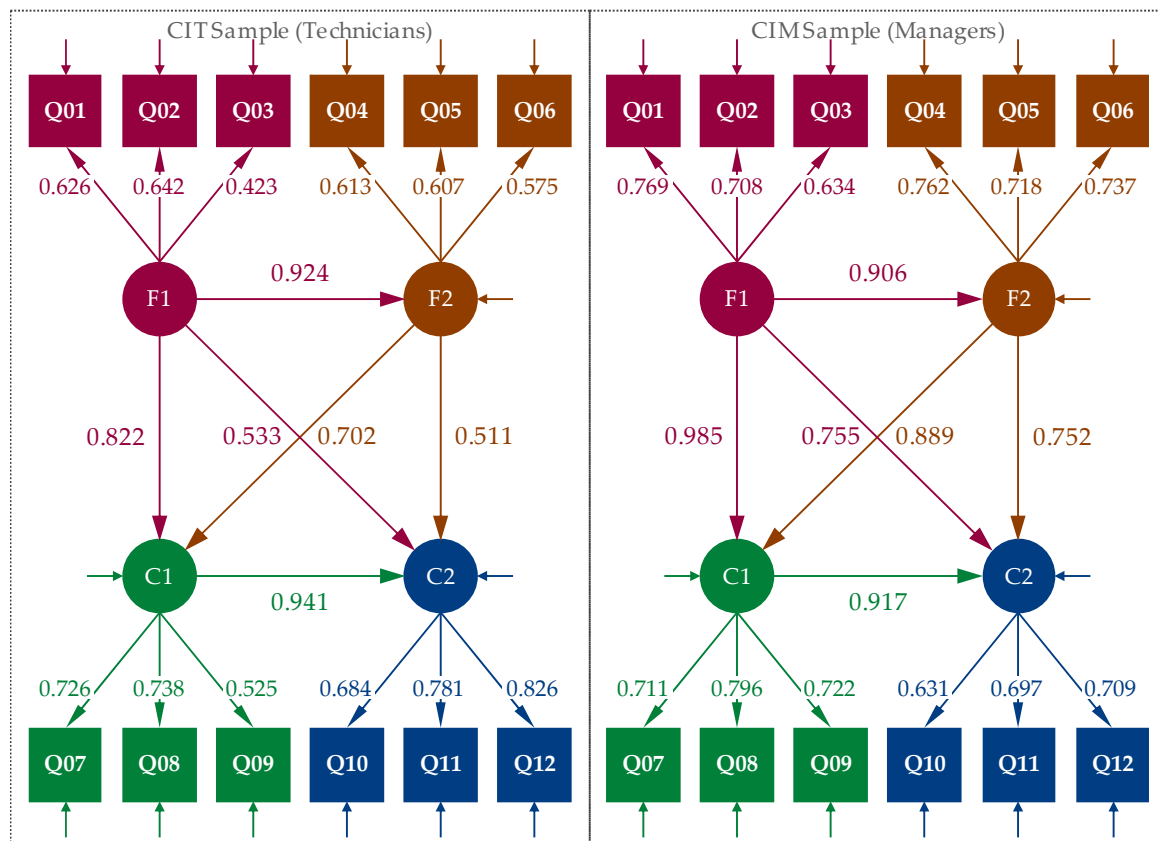 CIT Sample (Technicians) CIM Sample (Managers)
Q01 Q02 Q03 Q04 Q05 Q06 Q01 Q02 Q03 Q04 Q05 Q06
0.626 0.642 0.423 0.613 0.607 0.575 0.769 0.708 0.634 0.762 0.718 0.737
0.924 0.906
F1 F2 F1 F2
0.822 0.533 0.702 0.511 0.985 0.755 0.889 0.752
C1 C2 C1 C2
0.941 0.917
0.726 0.738 0.525 0.684 0.781 0.826 0.711 0.796 0.722 0.631 0.697 0.709
Q07 Q08 Q09 Q10 Q11 Q12 Q07 Q08 Q09 Q10 Q11 Q12